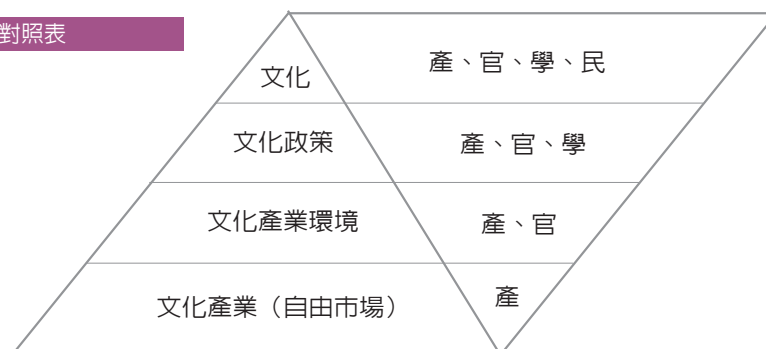 對照表
文化
產、官、學、民
文化政策
產、官、學
文化產業環境
產、官
文化產業（自由市場）
產